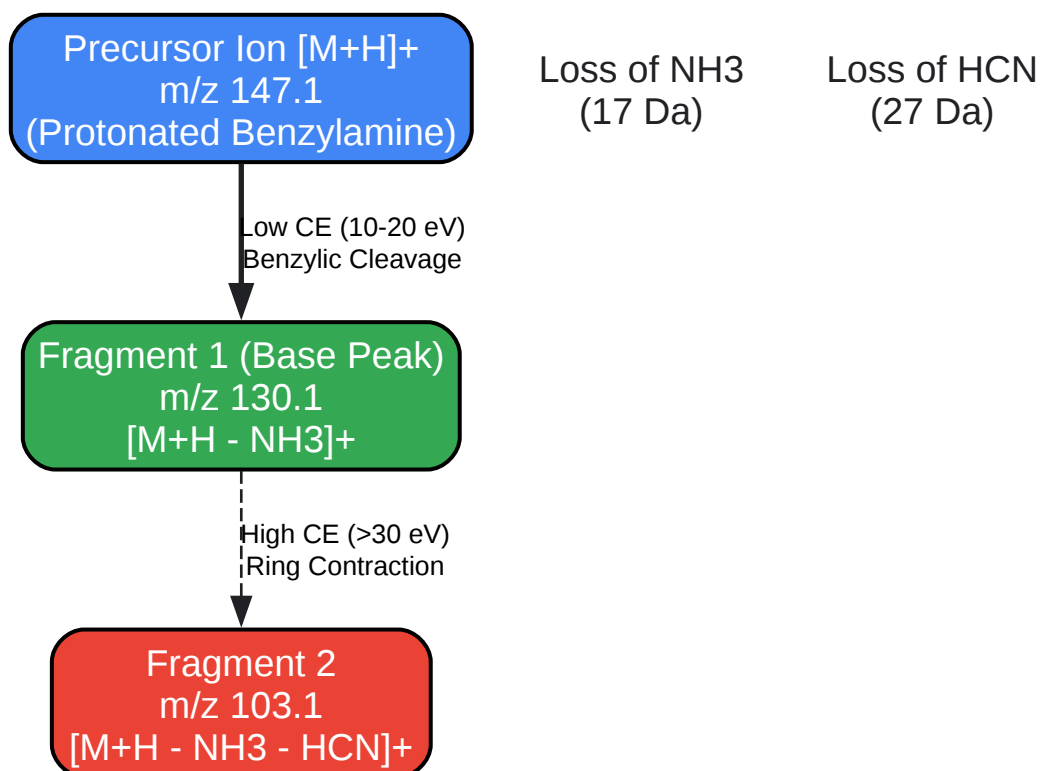 Precursor Ion [M+H]+
m/z 147.1
(Protonated Benzylamine)
Loss of NH3
(17 Da)
Loss of HCN
(27 Da)
Low CE (10-20 eV)
Benzylic Cleavage
Fragment 1 (Base Peak)
m/z 130.1
[M+H - NH3]+
High CE (>30 eV)
Ring Contraction
Fragment 2
m/z 103.1
[M+H - NH3 - HCN]+